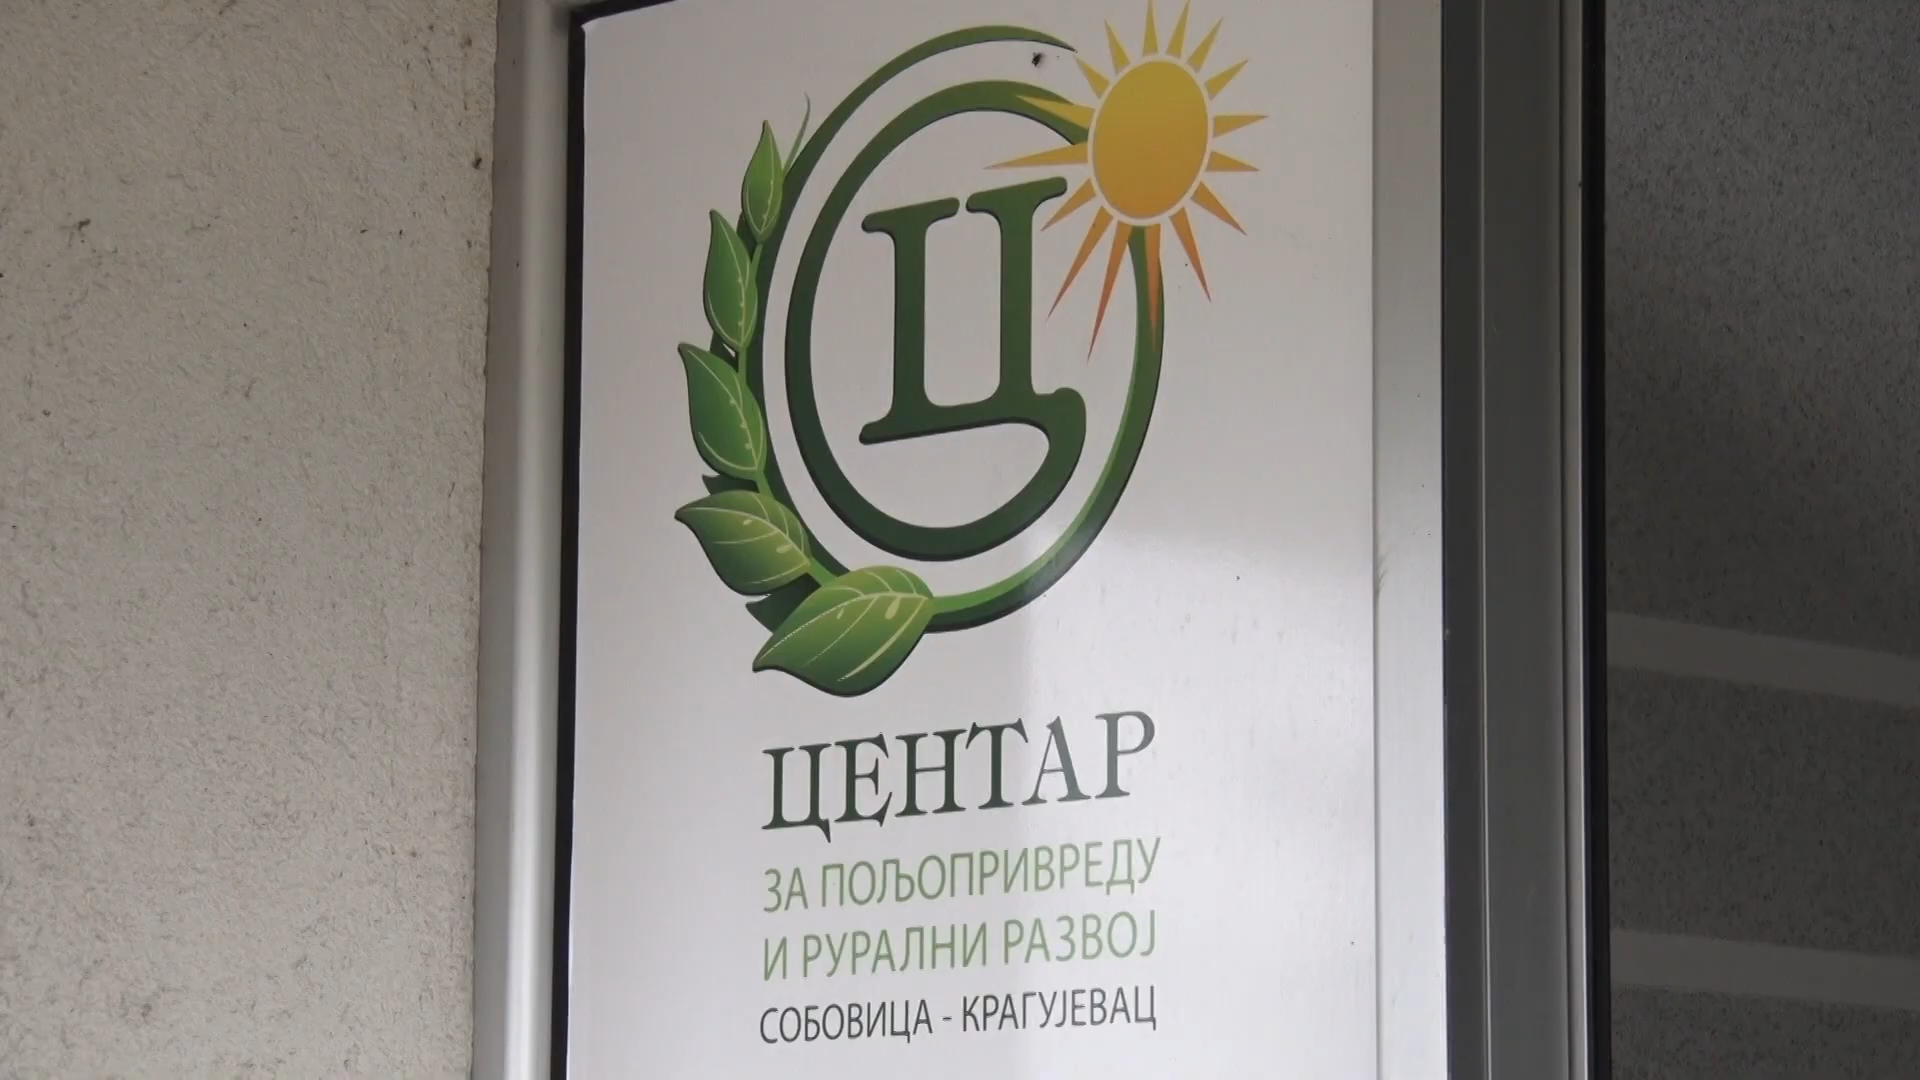 Ц
ЦЕНТАР
ЗА ПОЉОПРИВРЕДУ
И РУРАЛНИ РАЗВОЈ
СОБОВИЦА - КРАГУЈЕВАЦ